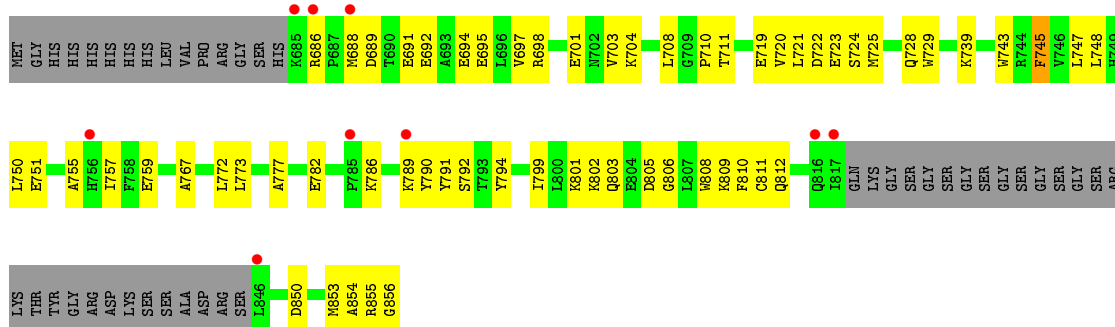 MET GLY HIS HIS HIS HIS HIS HIS LEU VAL PRO ARG GLY SER HIS K685 R686 P687 M688 D689 T690 E691 E692 A693 E694 E695 L696 V697 R698 E701 N702 V703 K704 L708 G709 P710 T711 E719 V720 L721 D722 E723 S724 M725 Q728 W729 K739 W743 R744 F745 V746 L747 L748 H749
L750 E751 A755 H756 I757 F758 E759 A767 L772 L773 A777 E782 P785 K786 K789 Y790 Y791 S792 T793 Y794 I799 L800 K801 K802 Q803 E804 D805 G806 L807 W808 K809 F810 C811 Q812 Q816 I817 GLN LYS GLY SER GLY SER GLY SER GLY SER GLY SER ARG
LYS THR TYR GLY ARG ASP LYS SER SER ALA ASP ARG SER L846 D850 M853 A854 R855 G856